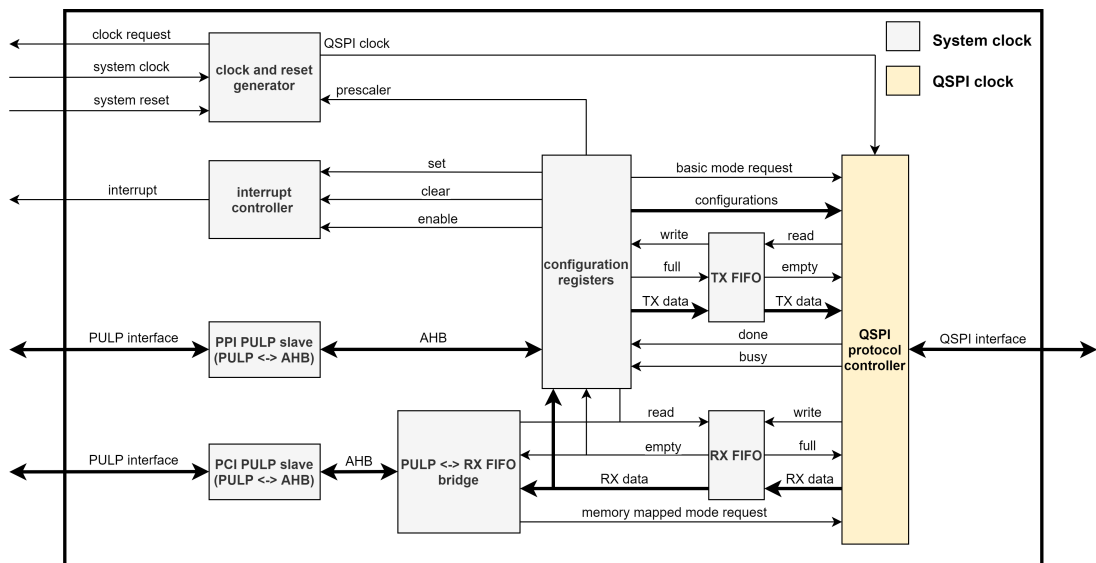 clock request
system clock
system reset
clock and reset
generator
QSPI clock
prescaler
System clock
QSPI clock
interrupt
interrupt
controller
set
clear
enable
configuration
registers
basic mode request
configurations
write
full
TX data
TX FIFO
read
empty
TX data
done
busy
QSPI
protocol
controller
QSPI interface
PULP interface
PPI PULP slave
(PULP <-> AHB)
AHB
PULP interface
PCI PULP slave
(PULP <-> AHB)
AHB
PULP <-> RX FIFO
bridge
read
empty
RX data
RX FIFO
write
full
RX data
memory mapped mode request